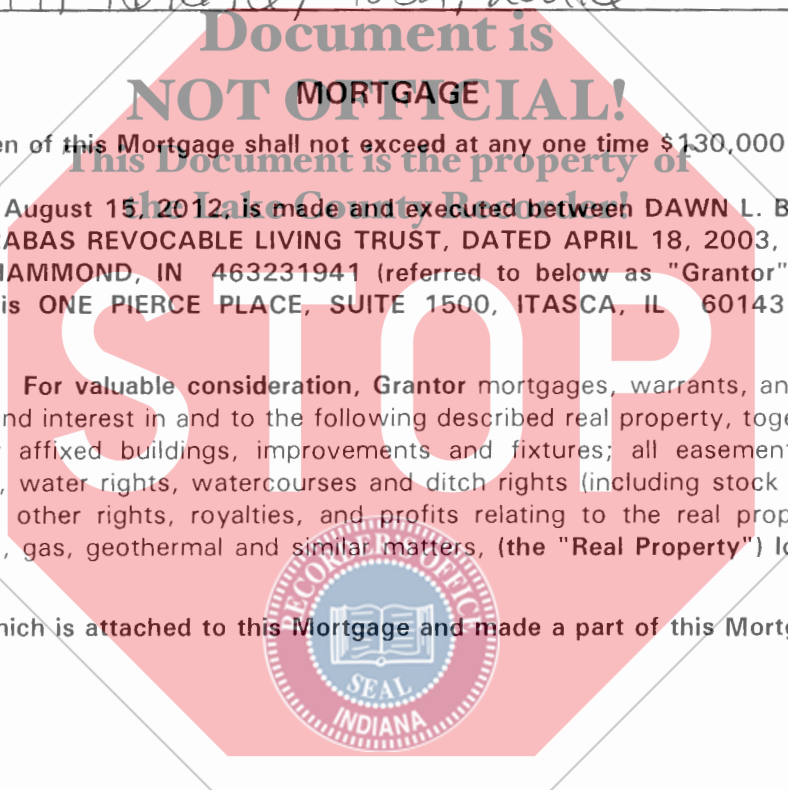 Document is
NOT OFFICIAL!
MORTGAGE
en of this Mortgage shall not exceed at any one time $130,000
This Document is the property of
the Lake County Recorder!
August 15, 2012, is made and executed between DAWN L. B
ABAS REVOCABLE LIVING TRUST, DATED APRIL 18, 2003,
HAMMOND, IN 463231941 (referred to below as "Grantor"
is ONE PIERCE PLACE, SUITE 1500, ITASCA, IL 60143
STOP
For valuable consideration, Grantor mortgages, warrants, an
nd interest in and to the following described real property, toge
affixed buildings, improvements and fixtures; all easement
, water rights, watercourses and ditch rights (including stock
other rights, royalties, and profits relating to the real prop
, gas, geothermal and similar matters, (the "Real Property") lo
RECORDER'S OFFICE
hich is attached to this Mortgage and made a part of this Mortg
SEAL
INDIANA